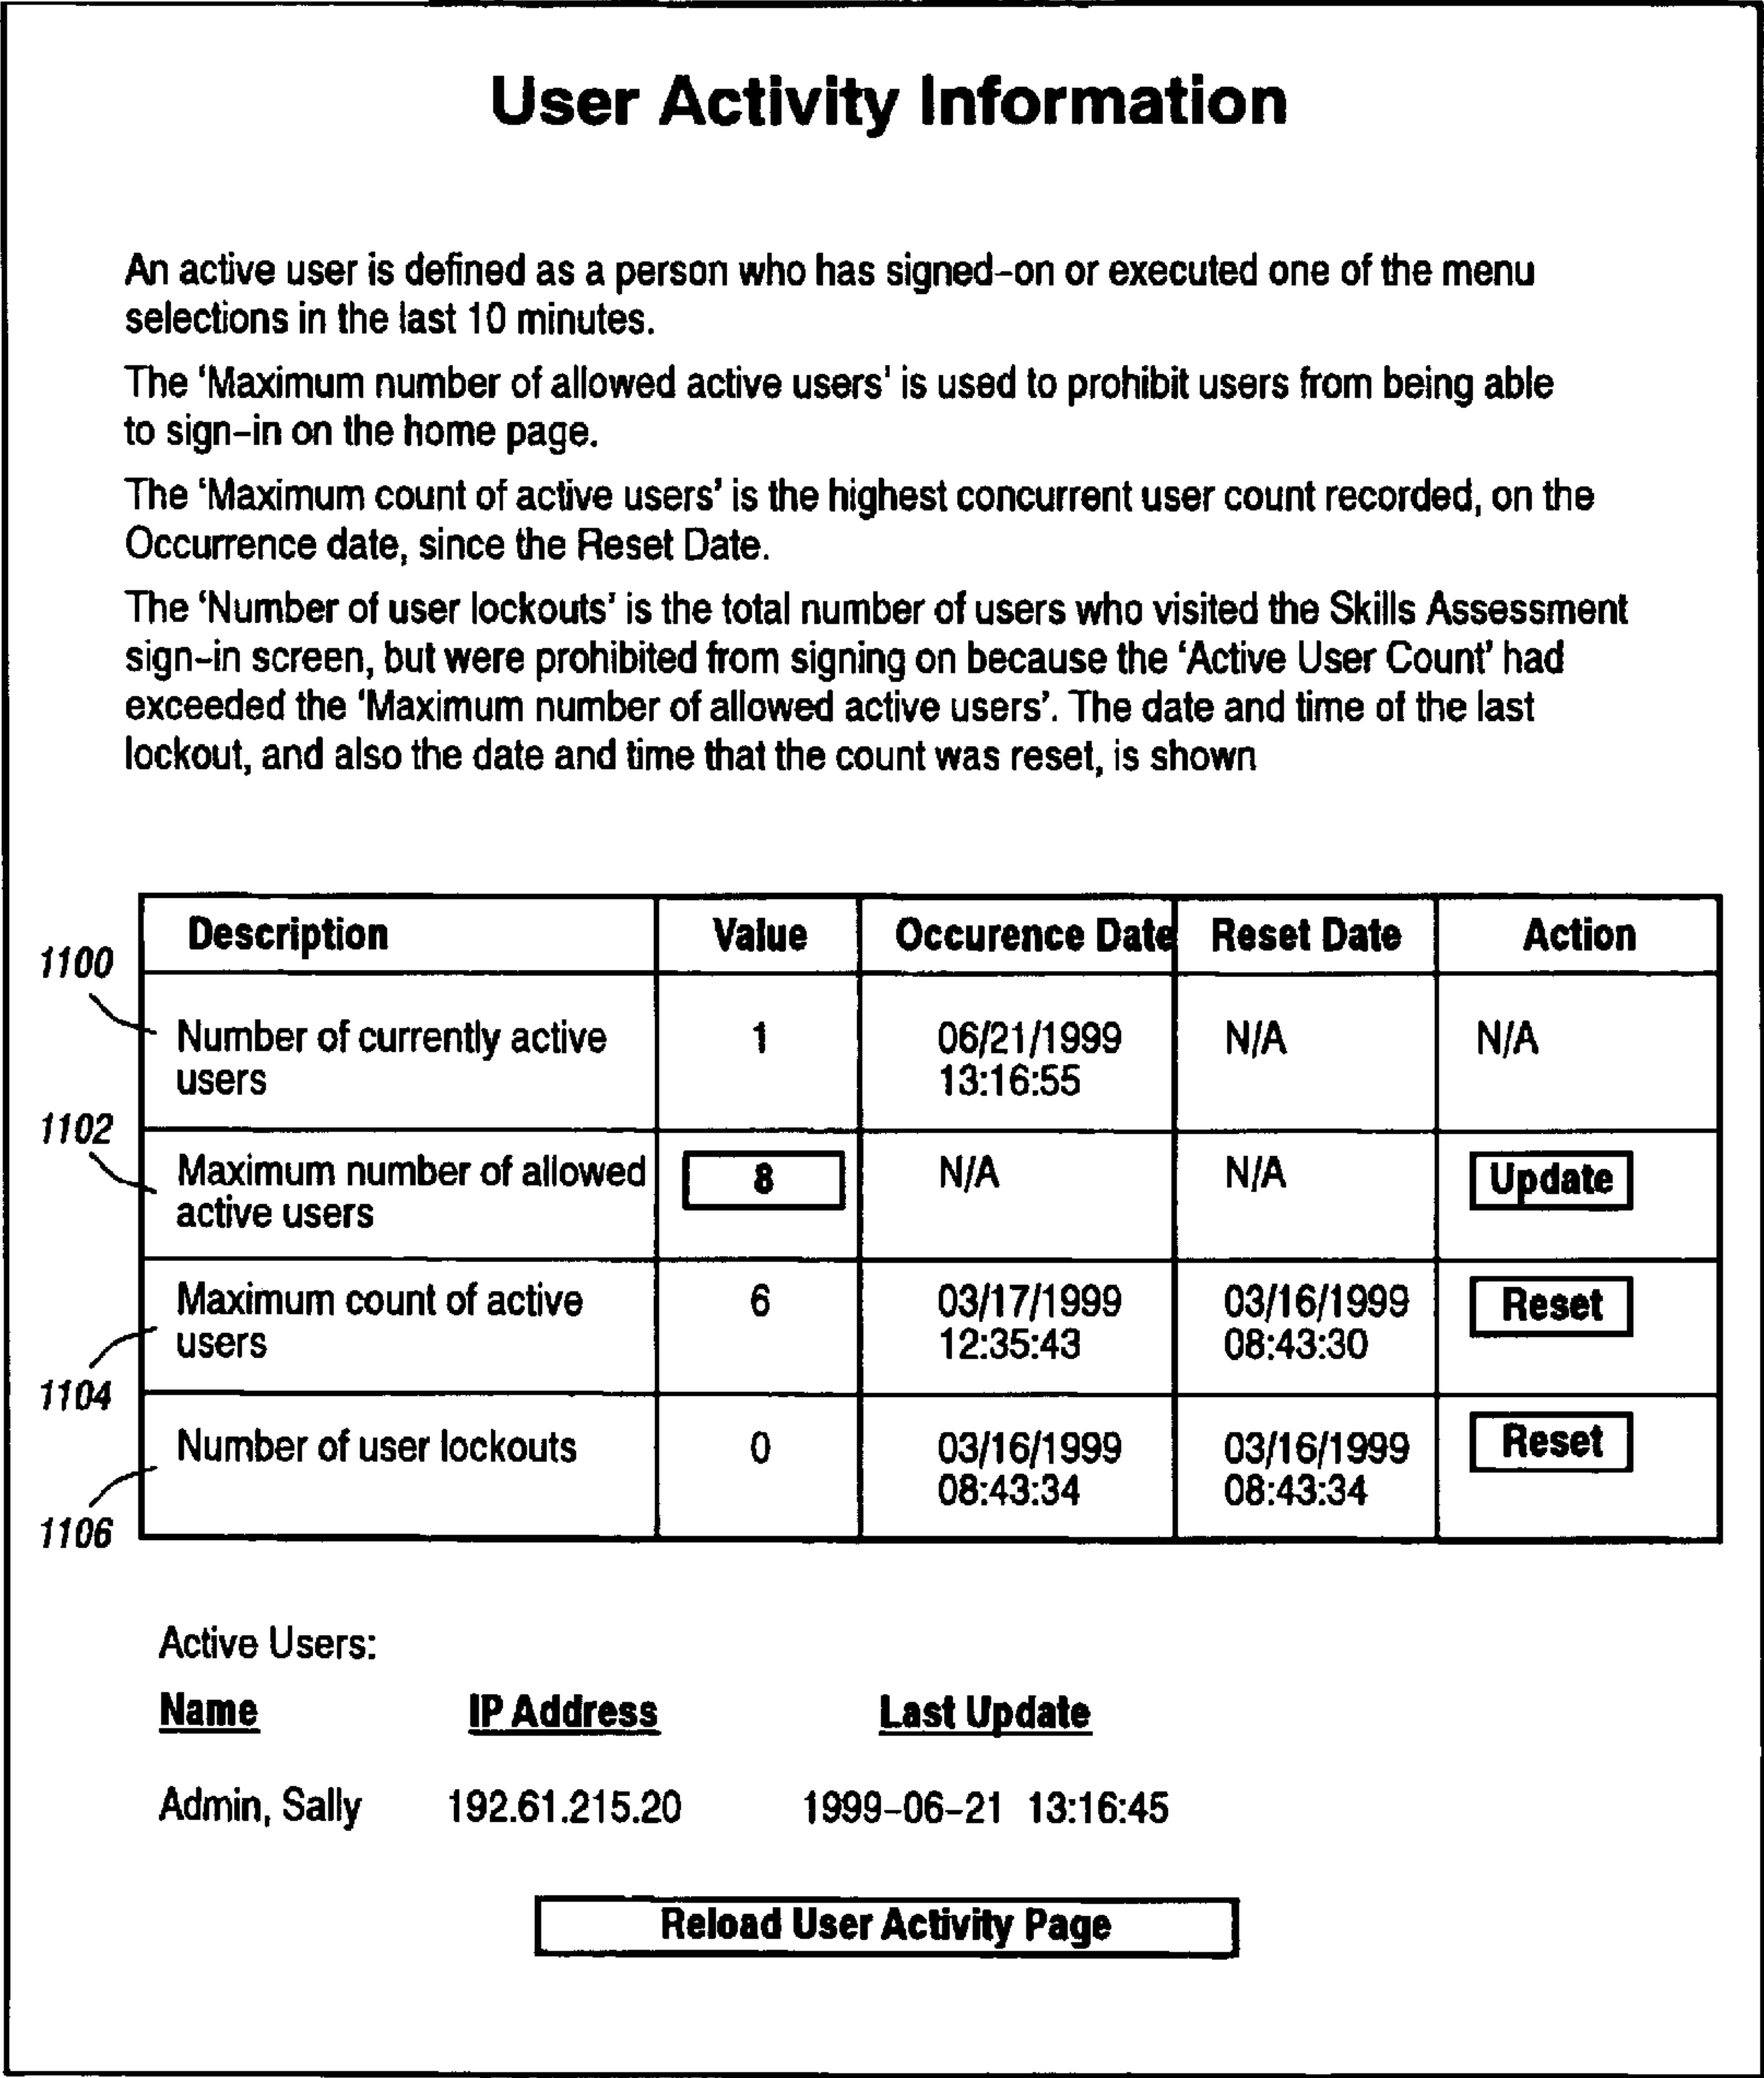 User Activity Information
An active user is defined as a person who has signed-on or executed one of the menu
selections in the last 10 minutes.
The 'Maximum number of allowed active users' is used to prohibit users from being able
to sign-in on the home page.
The 'Maximum count of active users' is the highest concurrent user count recorded, on the
Occurrence date, since the Reset Date.
The 'Number of user lockouts' is the total number of users who visited the Skills Assessment
sign-in screen, but were prohibited from signing on because the 'Active User Count' had
exceeded the 'Maximum number of allowed active users'. The date and time of the last
lockout, and also the date and time that the count was reset, is shown
Description Value Occurence Date Reset Date Action
1100
Number of currently active 1 06/21/1999 N/A N/A
users 13:16:55
1102
Maximum number of allowed 8 N/A N/A Update
active users
Maximum count of active 6 03/17/1999 03/16/1999 Reset
users 12:35:43 08:43:30
1104
Number of user lockouts 0 03/16/1999 03/16/1999 Reset
08:43:34 08:43:34
1106
Active Users:
Name IP Address Last Update
Admin, Sally 192.61.215.20 1999-06-21 13:16:45
Reload User Activity Page